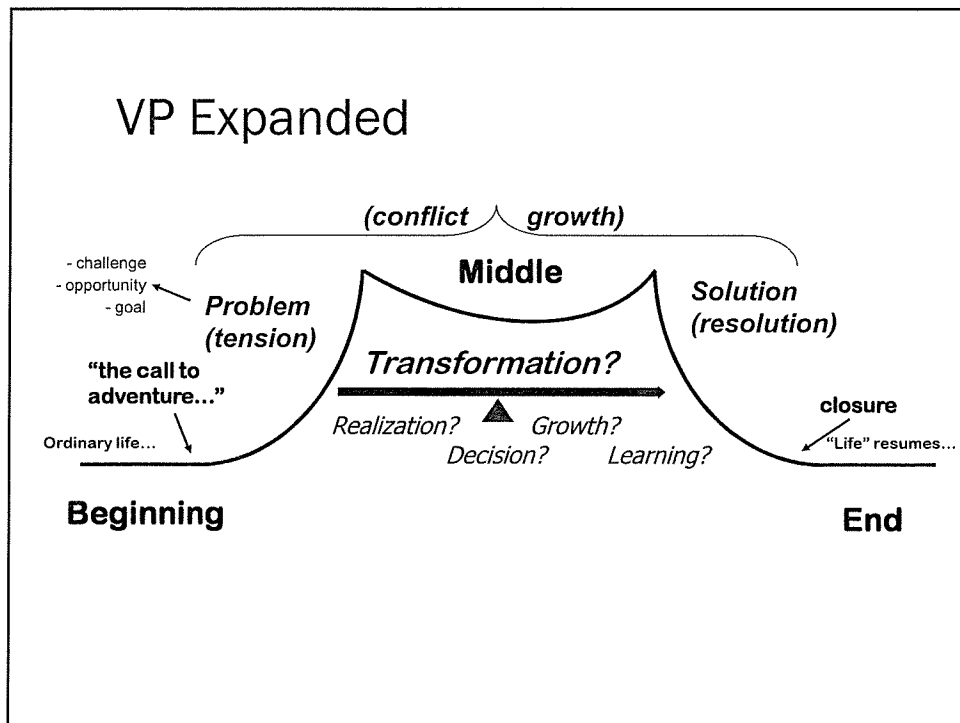 VP Expanded
(conflict growth)
- challenge
- opportunity
- goal
Problem
(tension)
Middle
Solution
(resolution)
"the call to
adventure..."
Transformation?
Ordinary life...
Realization?
Growth?
Decision?
Learning?
closure
"Life" resumes...
Beginning
End